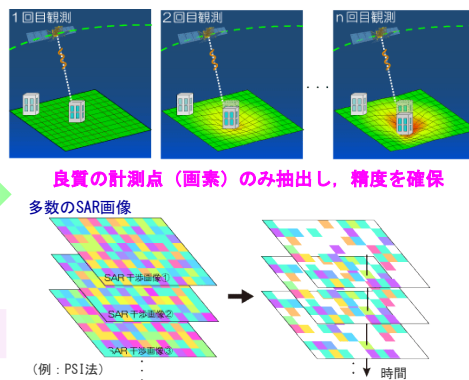 1回目観測
2回目観測
n回目観測
...
良質の計測点（画素）のみ抽出し，精度を確保
多数のSAR画像
SAR干渉画像①
SAR干渉画像②
SAR干渉画像③
（例：PSI法）
時間